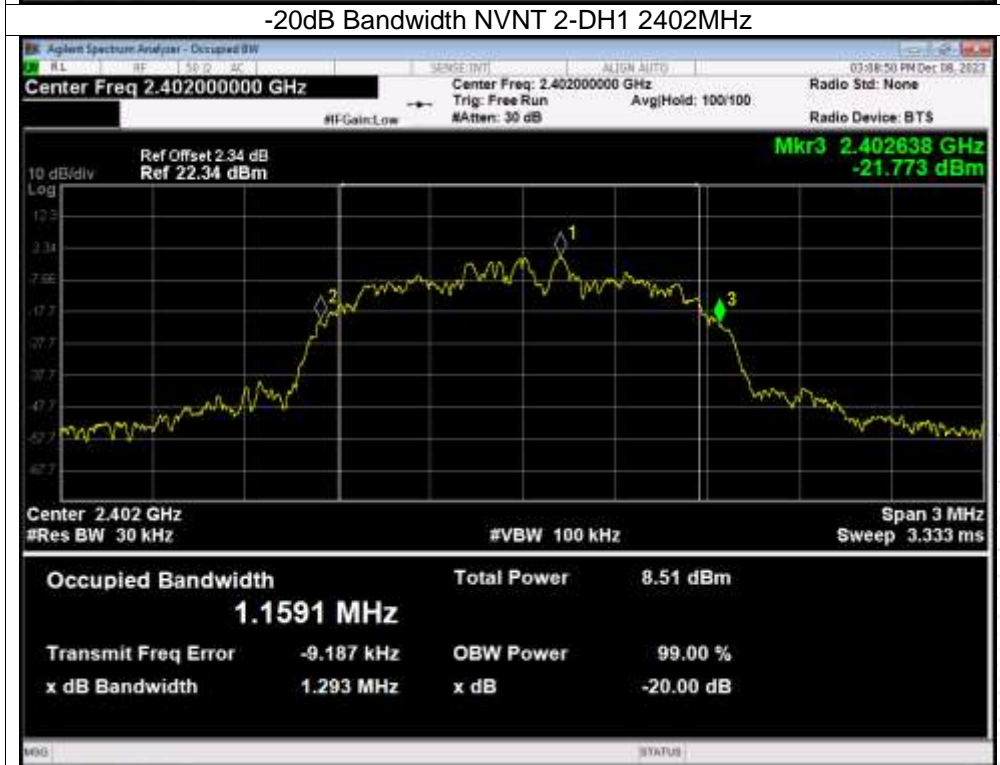 -20dB Bandwidth NVNT 2-DH1 2402MHz
Agilent Spectrum Analyzer - Occupied BW
RL RF 50 Ω AC SENSE:INT ALIGN AUTO 03:08:50 PM Dec 08, 2023
Center Freq 2.402000000 GHz Center Freq: 2.402000000 GHz Radio Std: None
Trig: Free Run Avg|Hold: 100/100
#IFGain:Low #Atten: 30 dB Radio Device: BTS
Mkr3 2.402638 GHz
-21.773 dBm
Ref Offset 2.34 dB
10 dB/div Ref 22.34 dBm
Log
12.3
2.34
-7.66
-17.7
-27.7
-37.7
-47.7
-57.7
-67.7
1
2
3
Center 2.402 GHz Span 3 MHz
#Res BW 30 kHz #VBW 100 kHz Sweep 3.333 ms
Occupied Bandwidth Total Power 8.51 dBm
1.1591 MHz
Transmit Freq Error -9.187 kHz OBW Power 99.00 %
x dB Bandwidth 1.293 MHz x dB -20.00 dB
MSG STATUS